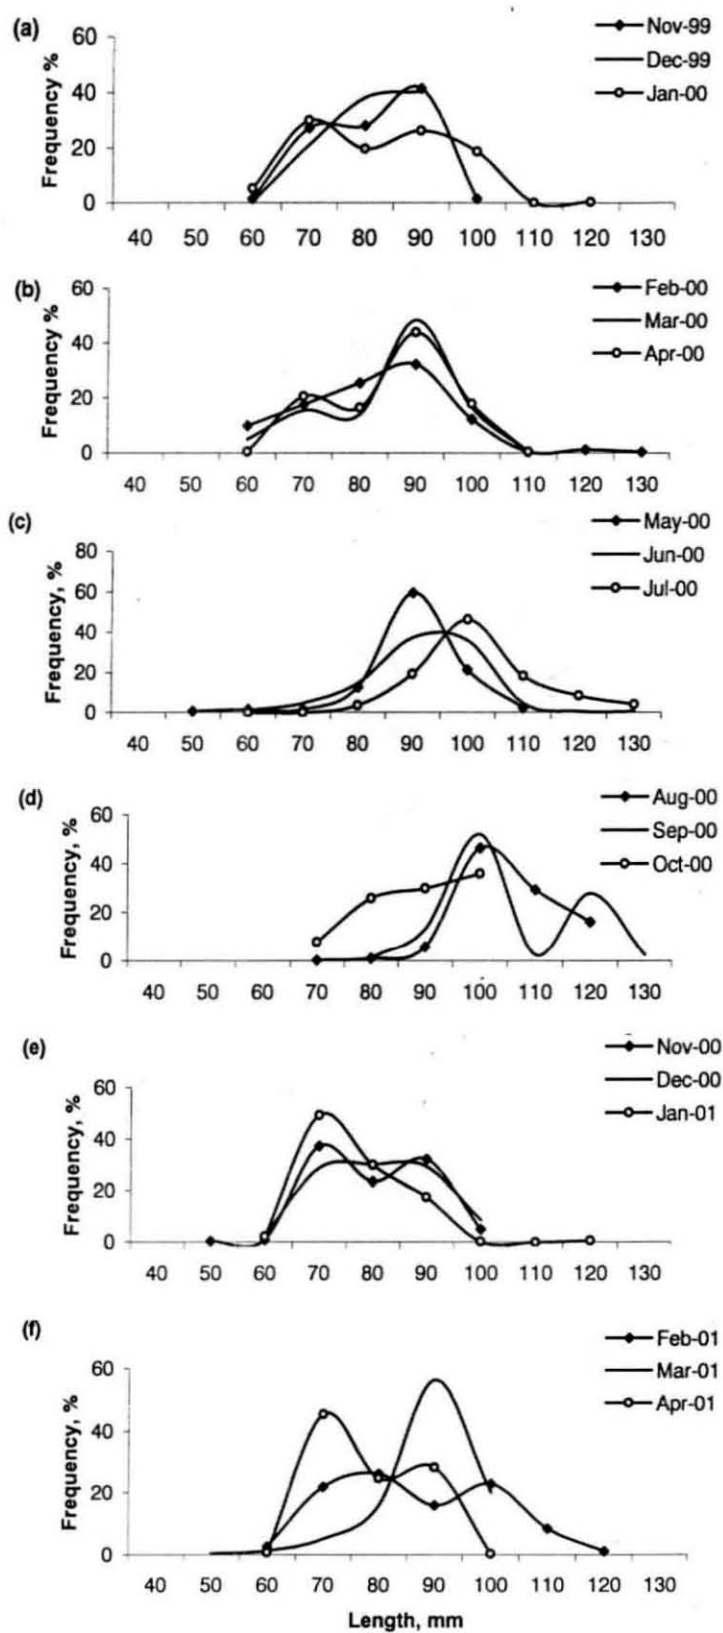 (a)
Nov-99
Dec-99
Jan-00
Frequency %
60
40
20
0
40 50 60 70 80 90 100 110 120 130
(b)
Feb-00
Mar-00
Apr-00
Frequency %
60
40
20
0
40 50 60 70 80 90 100 110 120 130
(c)
May-00
Jun-00
Jul-00
Frequency, %
80
60
40
20
0
40 50 60 70 80 90 100 110 120 130
(d)
Aug-00
Sep-00
Oct-00
Frequency, %
60
40
20
0
40 50 60 70 80 90 100 110 120 130
(e)
Nov-00
Dec-00
Jan-01
Frequency, %
60
40
20
0
40 50 60 70 80 90 100 110 120 130
(f)
Feb-01
Mar-01
Apr-01
Frequency, %
60
40
20
0
40 50 60 70 80 90 100 110 120 130
Length, mm